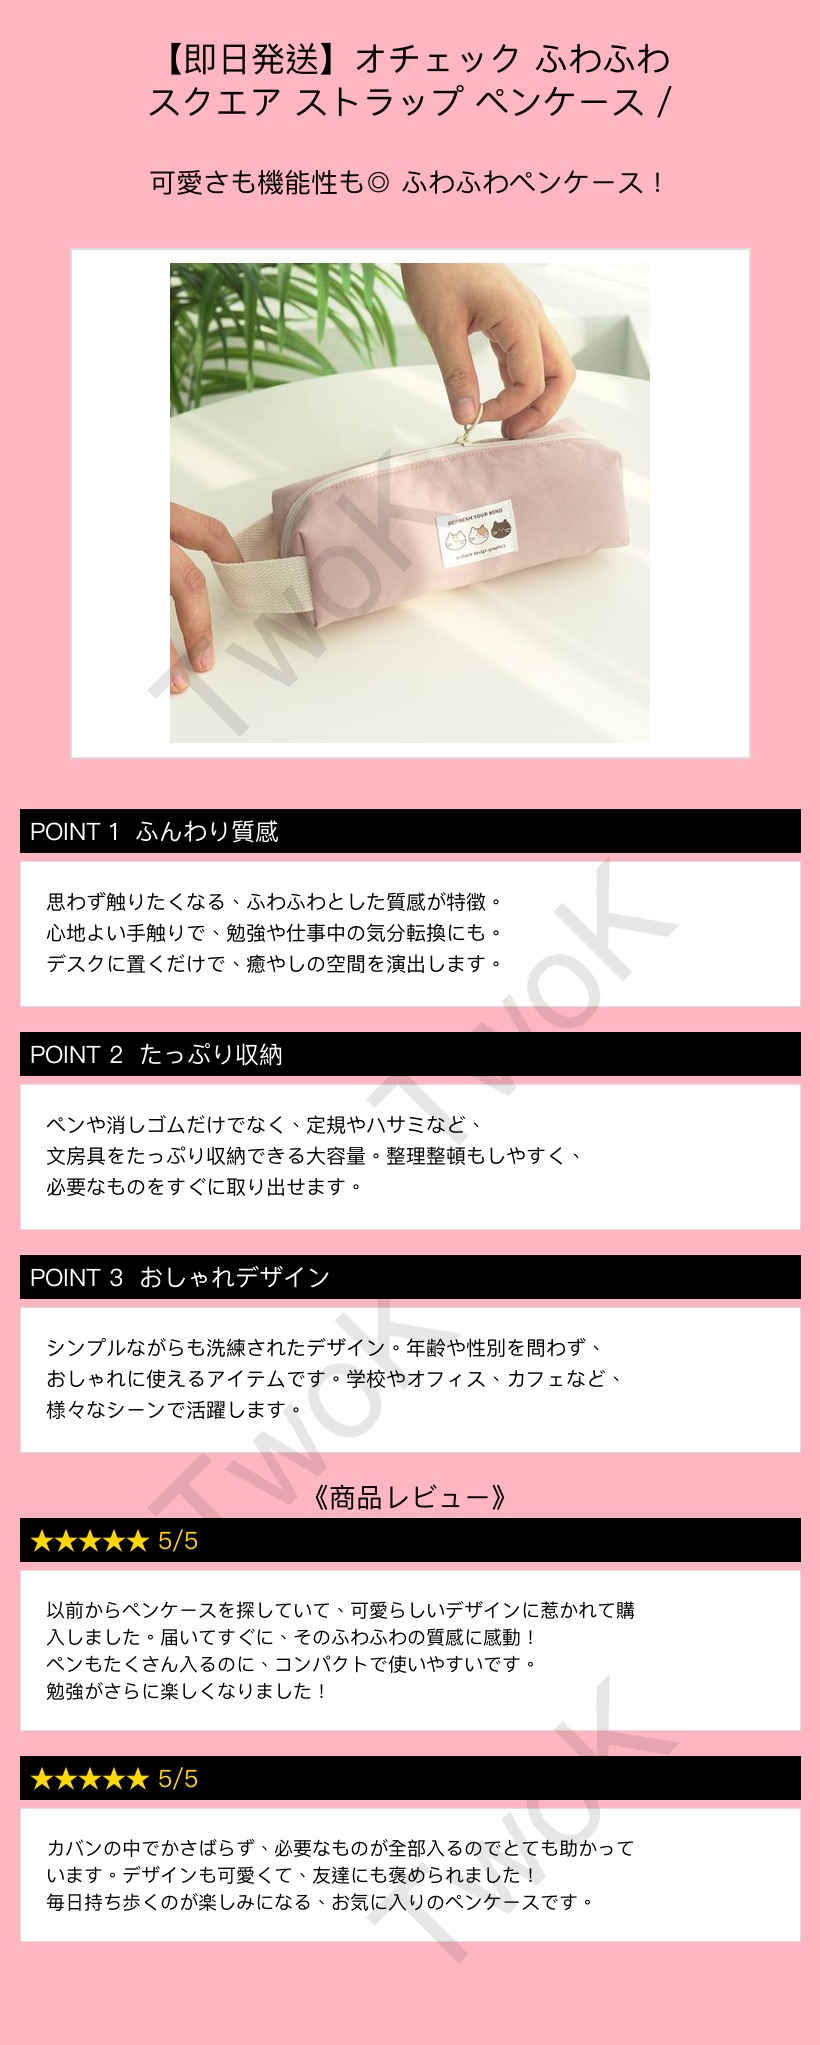 【即日発送】オチェック ふわふわ
スクエア ストラップ ペンケース /
可愛さも機能性も◎ ふわふわペンケース！
REFRESH YOUR MIND
o-check design graphics
TwoK
POINT 1 ふんわり質感
思わず触りたくなる、ふわふわとした質感が特徴。
心地よい手触りで、勉強や仕事中の気分転換にも。
デスクに置くだけで、癒やしの空間を演出します。
TwoK
POINT 2 たっぷり収納
ペンや消しゴムだけでなく、定規やハサミなど、
文房具をたっぷり収納できる大容量。整理整頓もしやすく、
必要なものをすぐに取り出せます。
POINT 3 おしゃれデザイン
シンプルながらも洗練されたデザイン。年齢や性別を問わず、
おしゃれに使えるアイテムです。学校やオフィス、カフェなど、
様々なシーンで活躍します。
TwoK
《商品レビュー》
★★★★★ 5/5
以前からペンケースを探していて、可愛らしいデザインに惹かれて購
入しました。届いてすぐに、そのふわふわの質感に感動！
ペンもたくさん入るのに、コンパクトで使いやすいです。
勉強がさらに楽しくなりました！
★★★★★ 5/5
カバンの中でかさばらず、必要なものが全部入るのでとても助かって
います。デザインも可愛くて、友達にも褒められました！
毎日持ち歩くのが楽しみになる、お気に入りのペンケースです。
TwoK